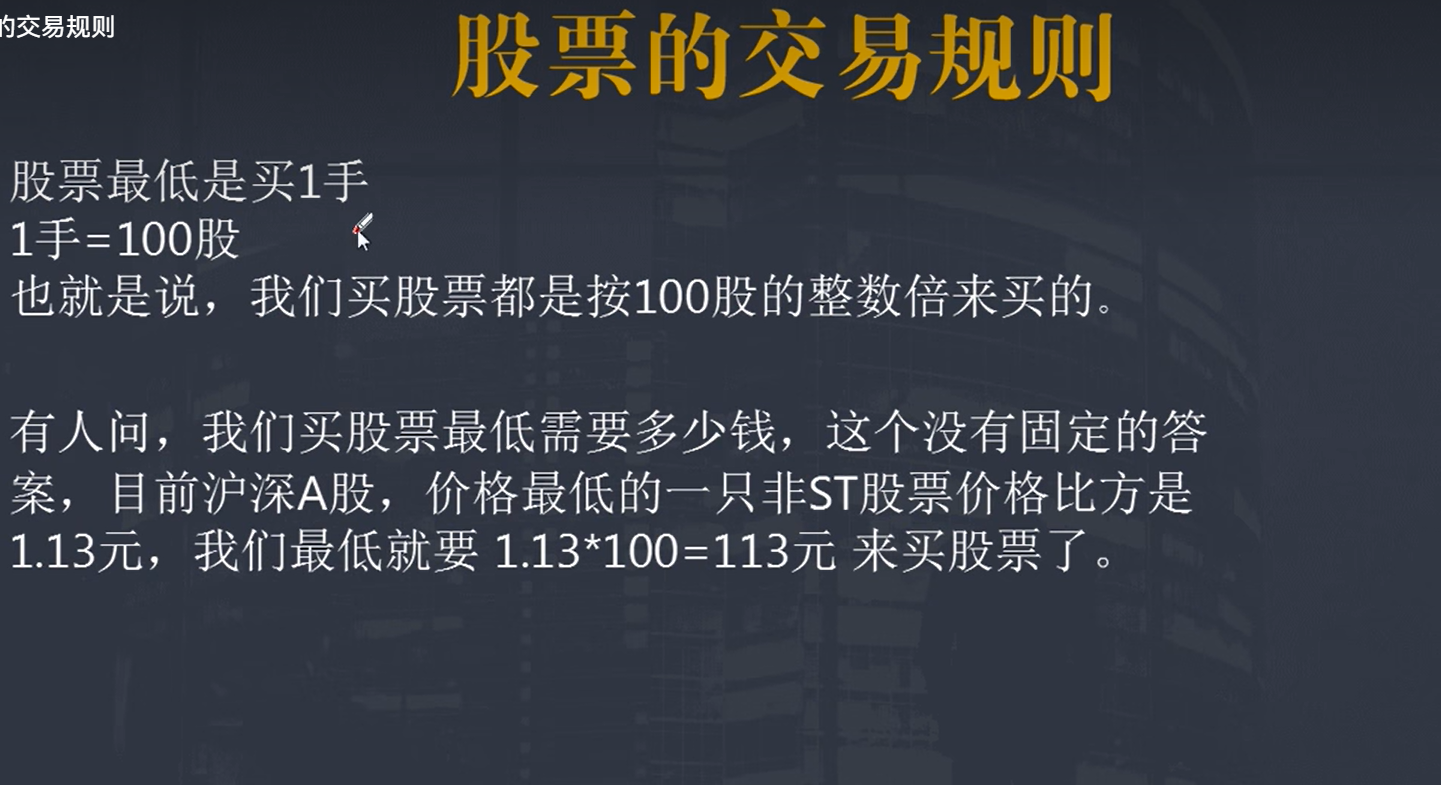 的交易规则
股票的交易规则
股票最低是买1手
1手=100股
也就是说，我们买股票都是按100股的整数倍来买的。
有人问，我们买股票最低需要多少钱，这个没有固定的答
案，目前沪深A股，价格最低的一只非ST股票价格比方是
1.13元，我们最低就要 1.13*100=113元 来买股票了。